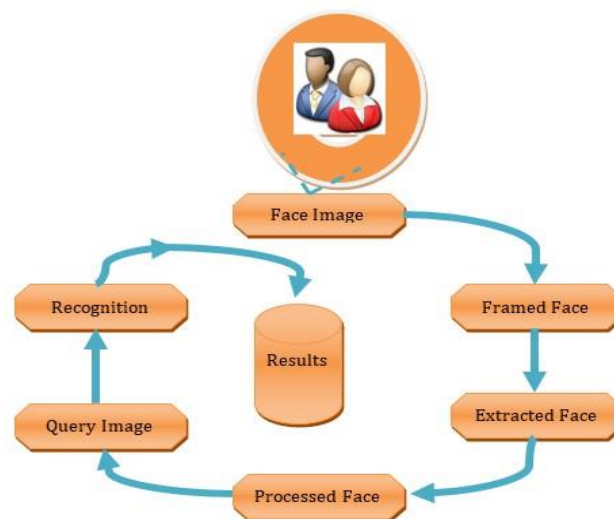 Face Image
Framed Face
Extracted Face
Processed Face
Query Image
Recognition
Results